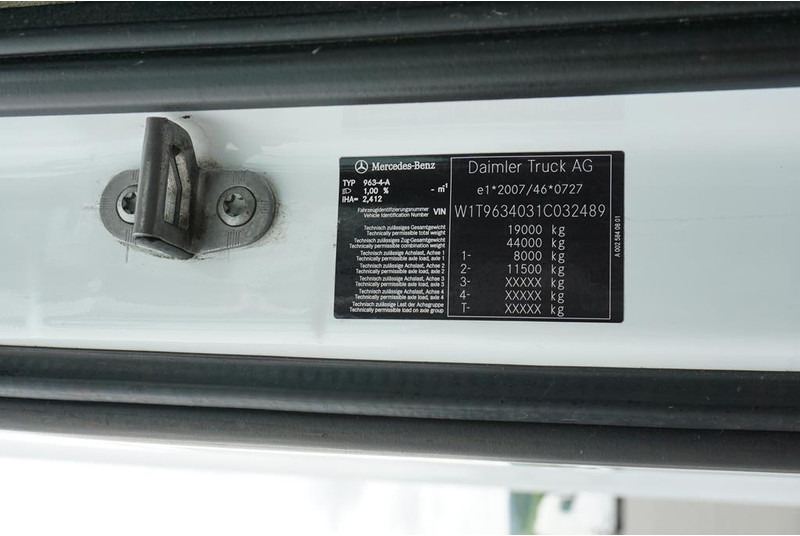 Mercedes-Benz
TYP 963-4-A
1,00 % - m⁻¹
IHA= 2,412
Fahrzeugidentifizierungsnummer
Vehicle Identification Number VIN
Daimler Truck AG
e1*2007/46*0727
W1T9634031C032489
Technisch zulässiges Gesamtgewicht
Technically permissible total weight
19000 kg
Technisch zulässiges Zug-Gesamtgewicht
Technically permissible combination weight
44000 kg
Technisch zulässige Achslast, Achse 1
Technically permissible axle load, axle 1
1- 8000 kg
Technisch zulässige Achslast, Achse 2
Technically permissible axle load, axle 2
2- 11500 kg
Technisch zulässige Achslast, Achse 3
Technically permissible axle load, axle 3
3- XXXXX kg
Technisch zulässige Achslast, Achse 4
Technically permissible axle load, axle 4
4- XXXXX kg
Technisch zulässige Last der Achsgruppe
Technically permissible load on axle group
T- XXXXX kg
A 002 584 08 01